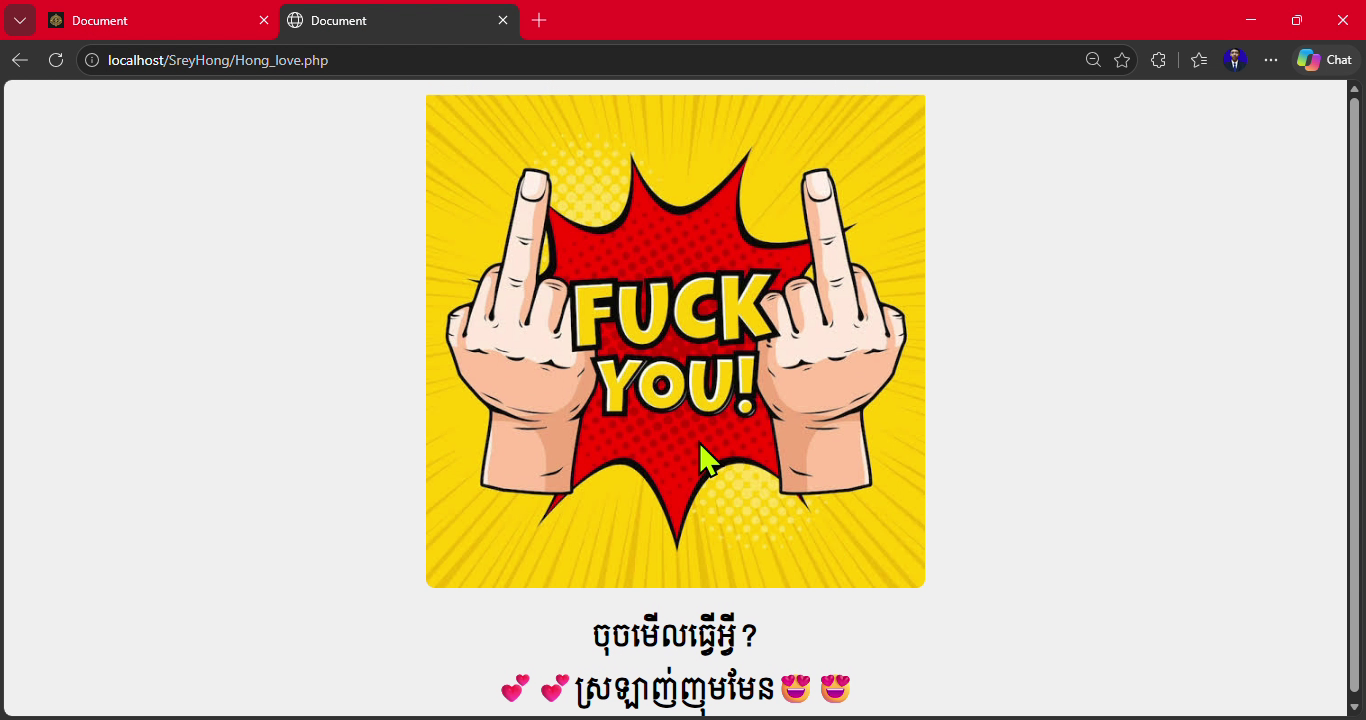 Document
Document
localhost/SreyHong/Hong_love.php
Chat
FUCK
YOU!
ចុចមើលធ្វើអ្វី?
💕 💕ស្រឡាញ់ញុមមែន😍 😍